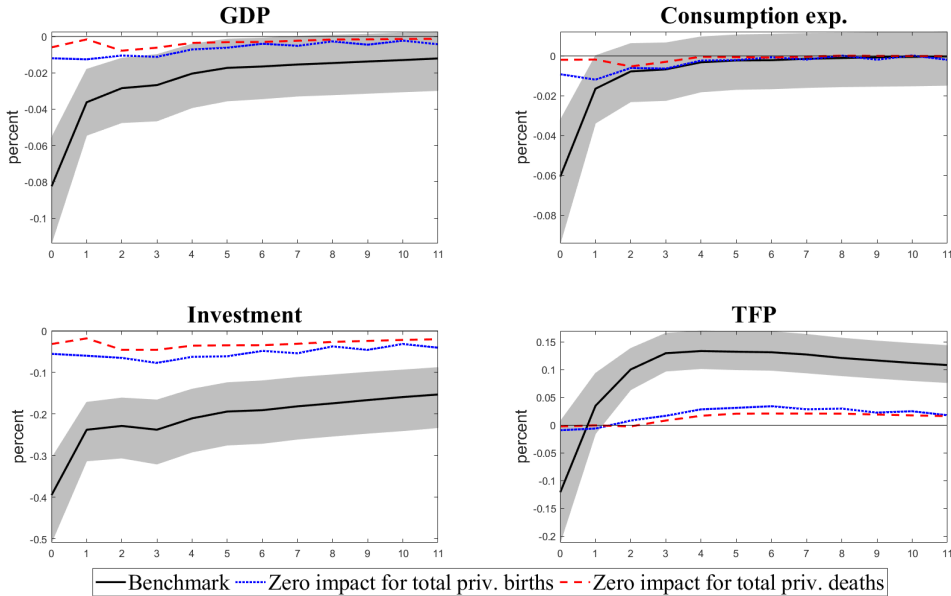 GDP
Consumption exp.
percent
0
-0.02
-0.04
-0.06
-0.08
-0.1
0 1 2 3 4 5 6 7 8 9 10 11
percent
0
-0.02
-0.04
-0.06
-0.08
0 1 2 3 4 5 6 7 8 9 10 11
Investment
TFP
percent
0
-0.1
-0.2
-0.3
-0.4
-0.5
0 1 2 3 4 5 6 7 8 9 10 11
percent
0.15
0.1
0.05
0
-0.05
-0.1
-0.15
-0.2
0 1 2 3 4 5 6 7 8 9 10 11
Benchmark Zero impact for total priv. births Zero impact for total priv. deaths